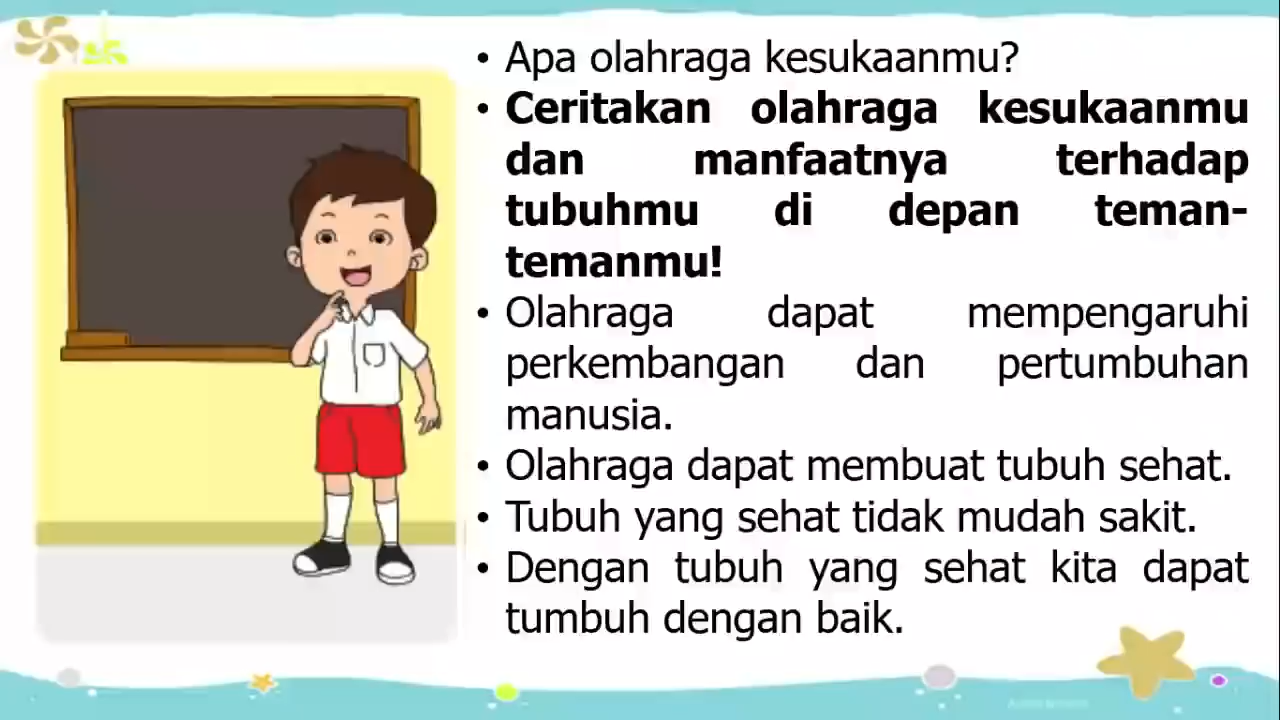 • Apa olahraga kesukaanmu?
• Ceritakan olahraga kesukaanmu
dan manfaatnya terhadap
tubuhmu di depan teman-
temanmu!
• Olahraga dapat mempengaruhi
perkembangan dan pertumbuhan
manusia.
• Olahraga dapat membuat tubuh sehat.
• Tubuh yang sehat tidak mudah sakit.
• Dengan tubuh yang sehat kita dapat
tumbuh dengan baik.